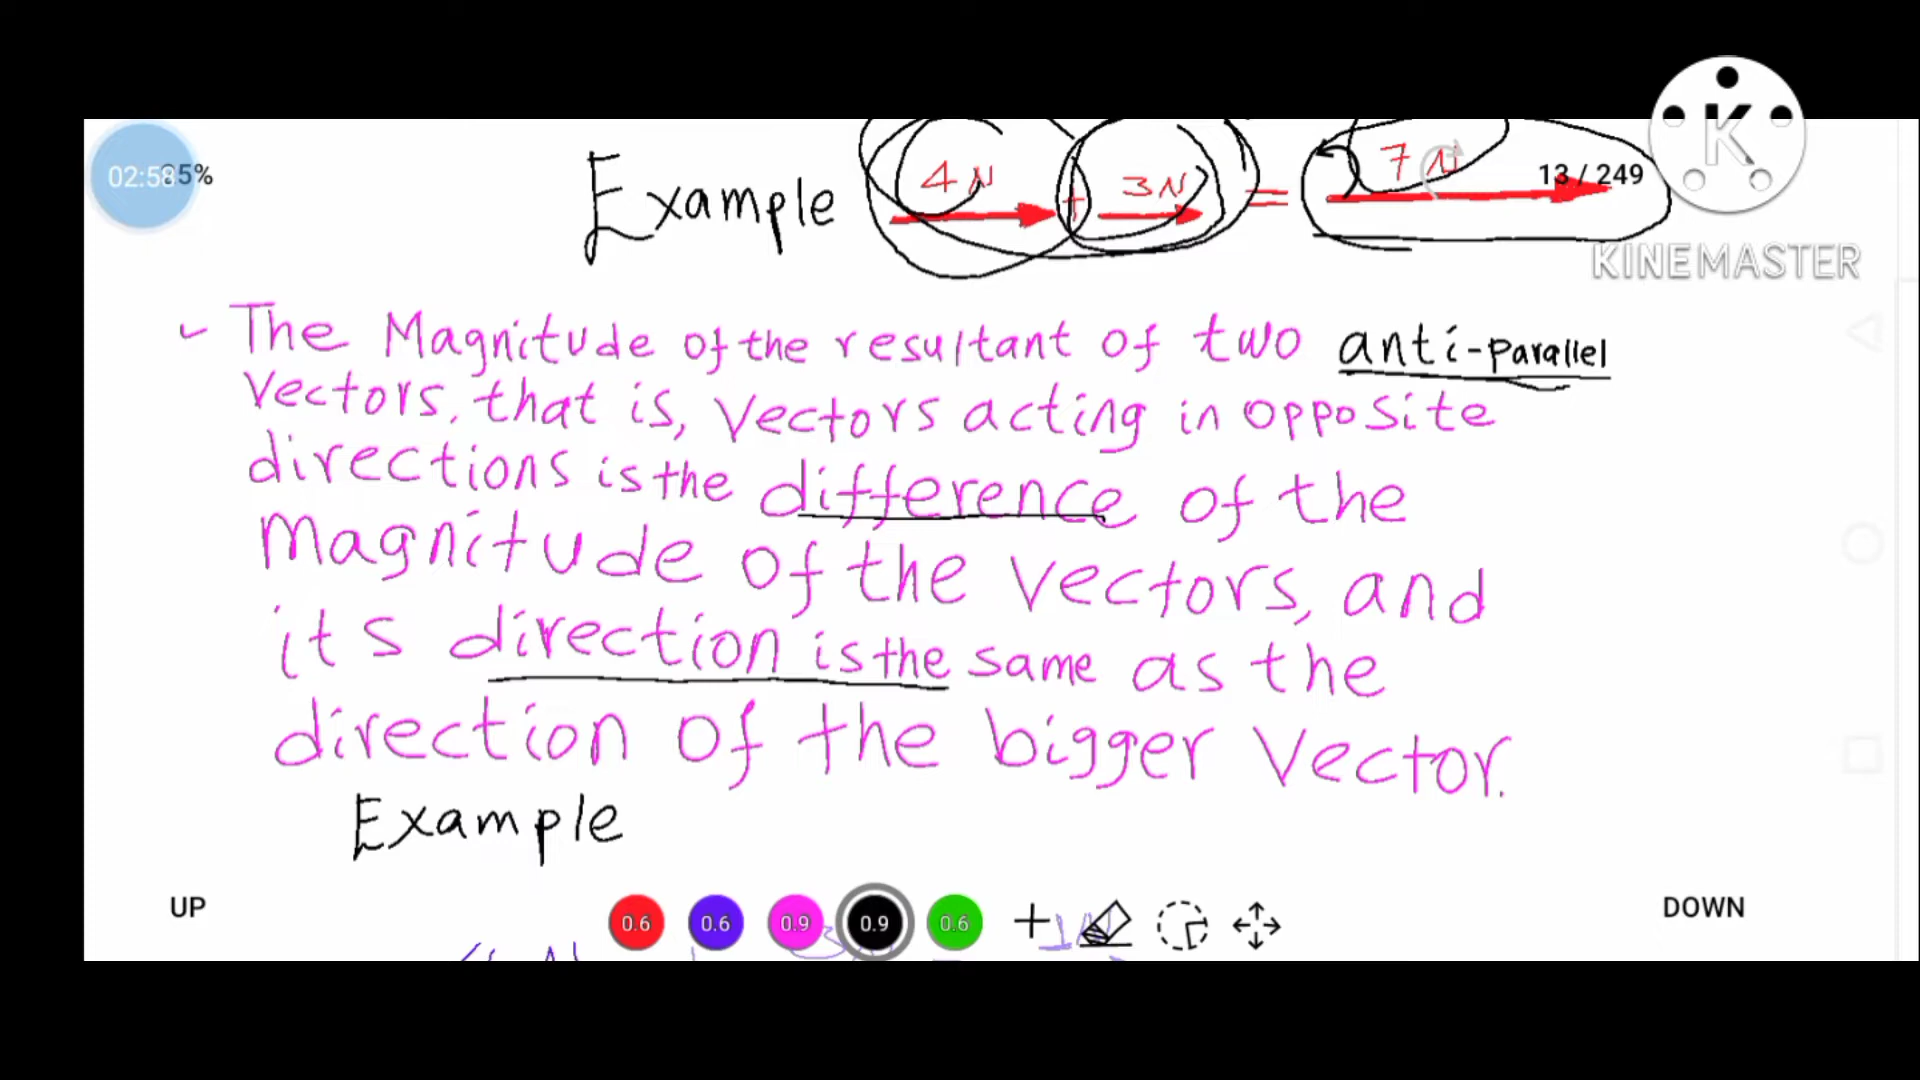 02:58 85%
Example 4N + 3N = 7N
13 / 249
K
KINEMASTER
The Magnitude of the resultant of two anti-parallel
Vectors, that is, Vectors acting in opposite
directions is the difference of the
Magnitude of the vectors, and
its direction is the same as the
direction of the bigger Vector.
Example
UP
DOWN
0.6 0.6 0.9 0.9 0.6